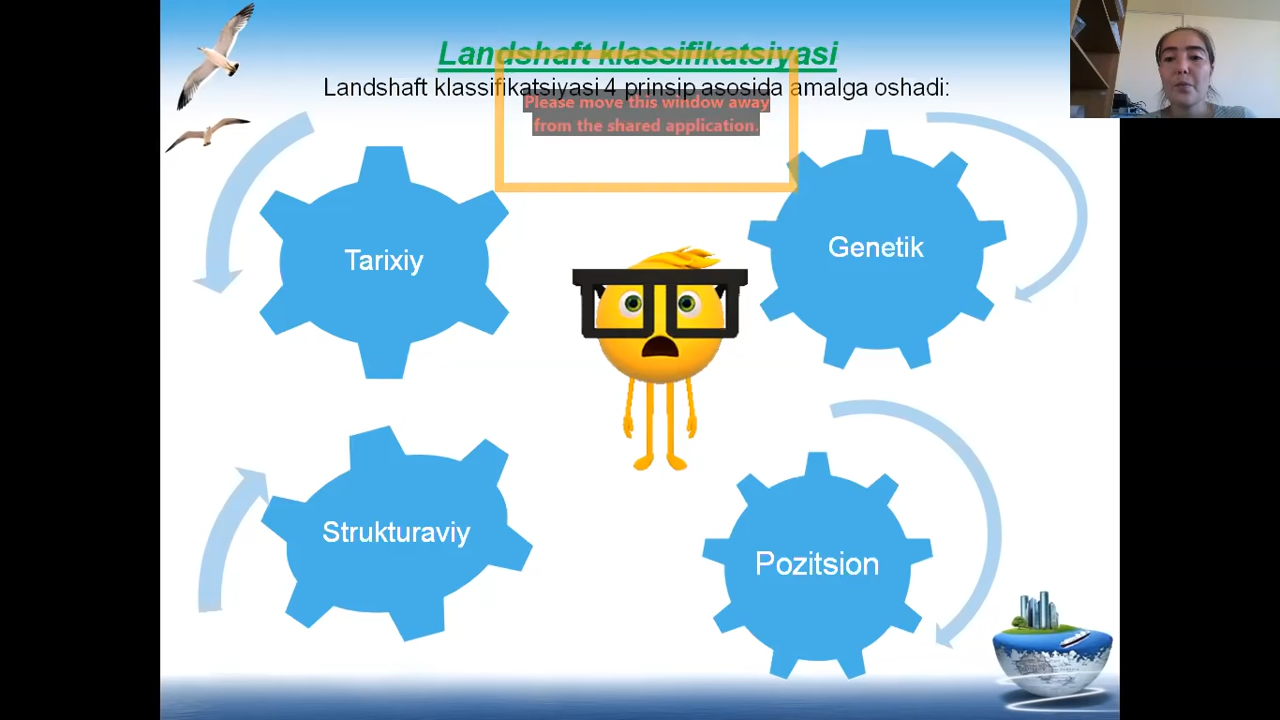 Landshaft klassifikatsiyasi
Landshaft klassifikatsiyasi 4 prinsip asosida amalga oshadi:
Please move this window away
from the shared application.
Tarixiy
Genetik
Strukturaviy
Pozitsion